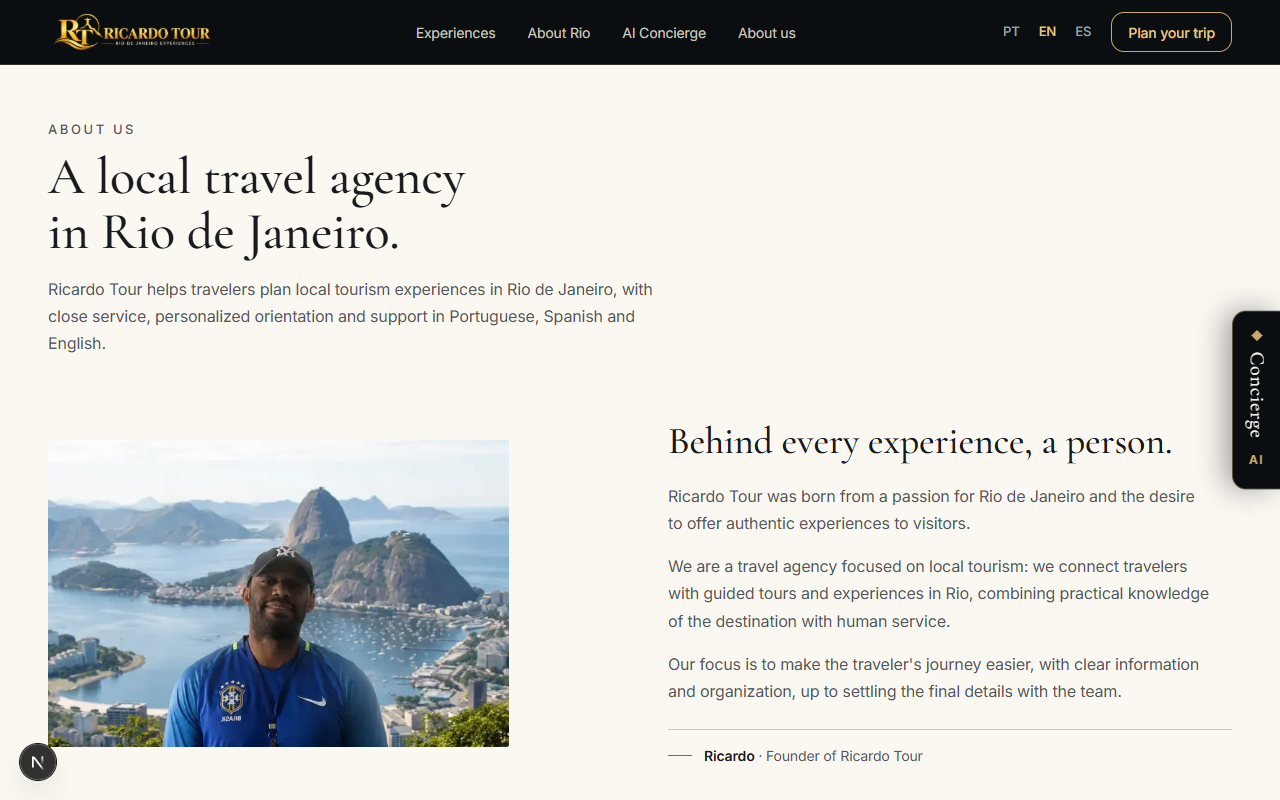 RICARDO TOUR
RIO DE JANEIRO EXPERIENCES
Experiences
About Rio
AI Concierge
About us
PT
EN
ES
Plan your trip
ABOUT US
A local travel agency
in Rio de Janeiro.
Ricardo Tour helps travelers plan local tourism experiences in Rio de Janeiro, with
close service, personalized orientation and support in Portuguese, Spanish and
English.
Concierge
AI
Behind every experience, a person.
Ricardo Tour was born from a passion for Rio de Janeiro and the desire
to offer authentic experiences to visitors.
We are a travel agency focused on local tourism: we connect travelers
with guided tours and experiences in Rio, combining practical knowledge
of the destination with human service.
Our focus is to make the traveler's journey easier, with clear information
and organization, up to settling the final details with the team.
BRASIL
— Ricardo · Founder of Ricardo Tour
N